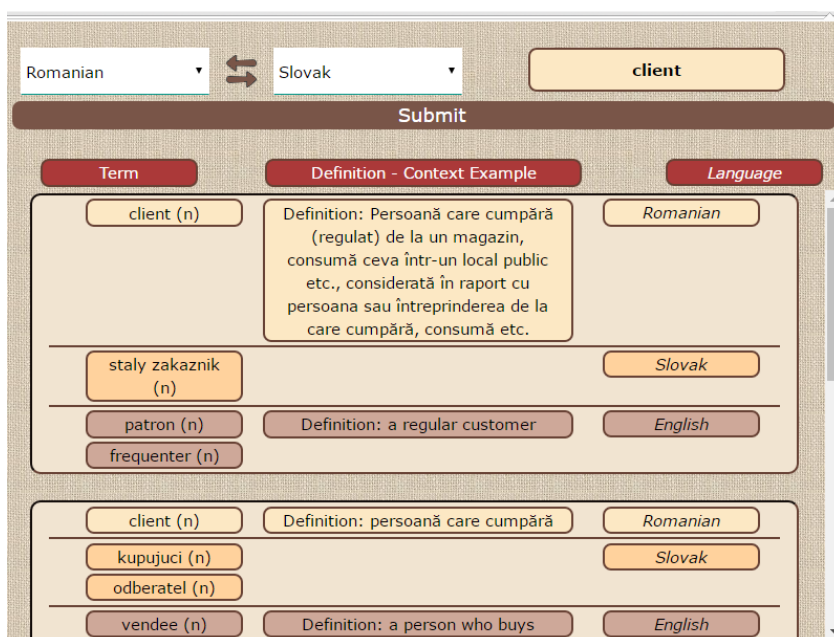 Romanian Slovak client
Submit
Term Definition - Context Example Language
client (n) Definition: Persoană care cumpără Romanian
(regulat) de la un magazin,
consumă ceva într-un local public
etc., considerată în raport cu
persoana sau întreprinderea de la
care cumpără, consumă etc.
staly zakaznik Slovak
(n)
patron (n) Definition: a regular customer English
frequenter (n)
client (n) Definition: persoană care cumpără Romanian
kupujuci (n) Slovak
odberatel (n)
vendee (n) Definition: a person who buys English